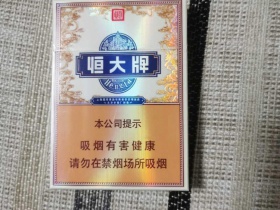 恒大牌
本公司提示
吸烟有害健康
请勿在禁烟场所吸烟